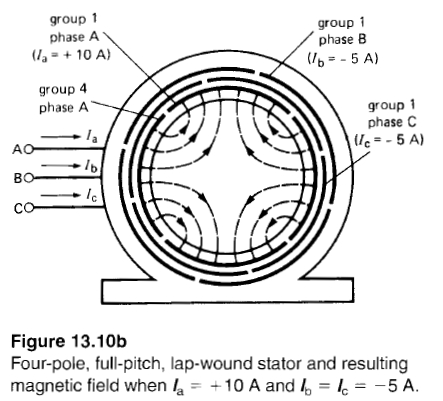 group 1
phase A
(Ia = + 10 A)
group 1
phase B
(Ib = - 5 A)
group 4
phase A
group 1
phase C
(Ic = - 5 A)
A
Ia
B
Ib
C
Ic
Figure 13.10b
Four-pole, full-pitch, lap-wound stator and resulting
magnetic field when Ia = +10 A and Ib = Ic = −5 A.